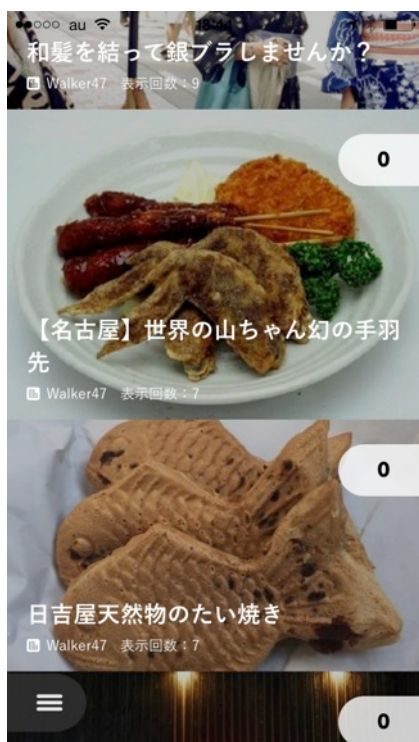 au
和髪を結って銀ブラしませんか？
Walker47 表示回数：9
0
【名古屋】世界の山ちゃん幻の手羽
先
Walker47 表示回数：7
0
日吉屋天然物のたい焼き
Walker47 表示回数：7
0